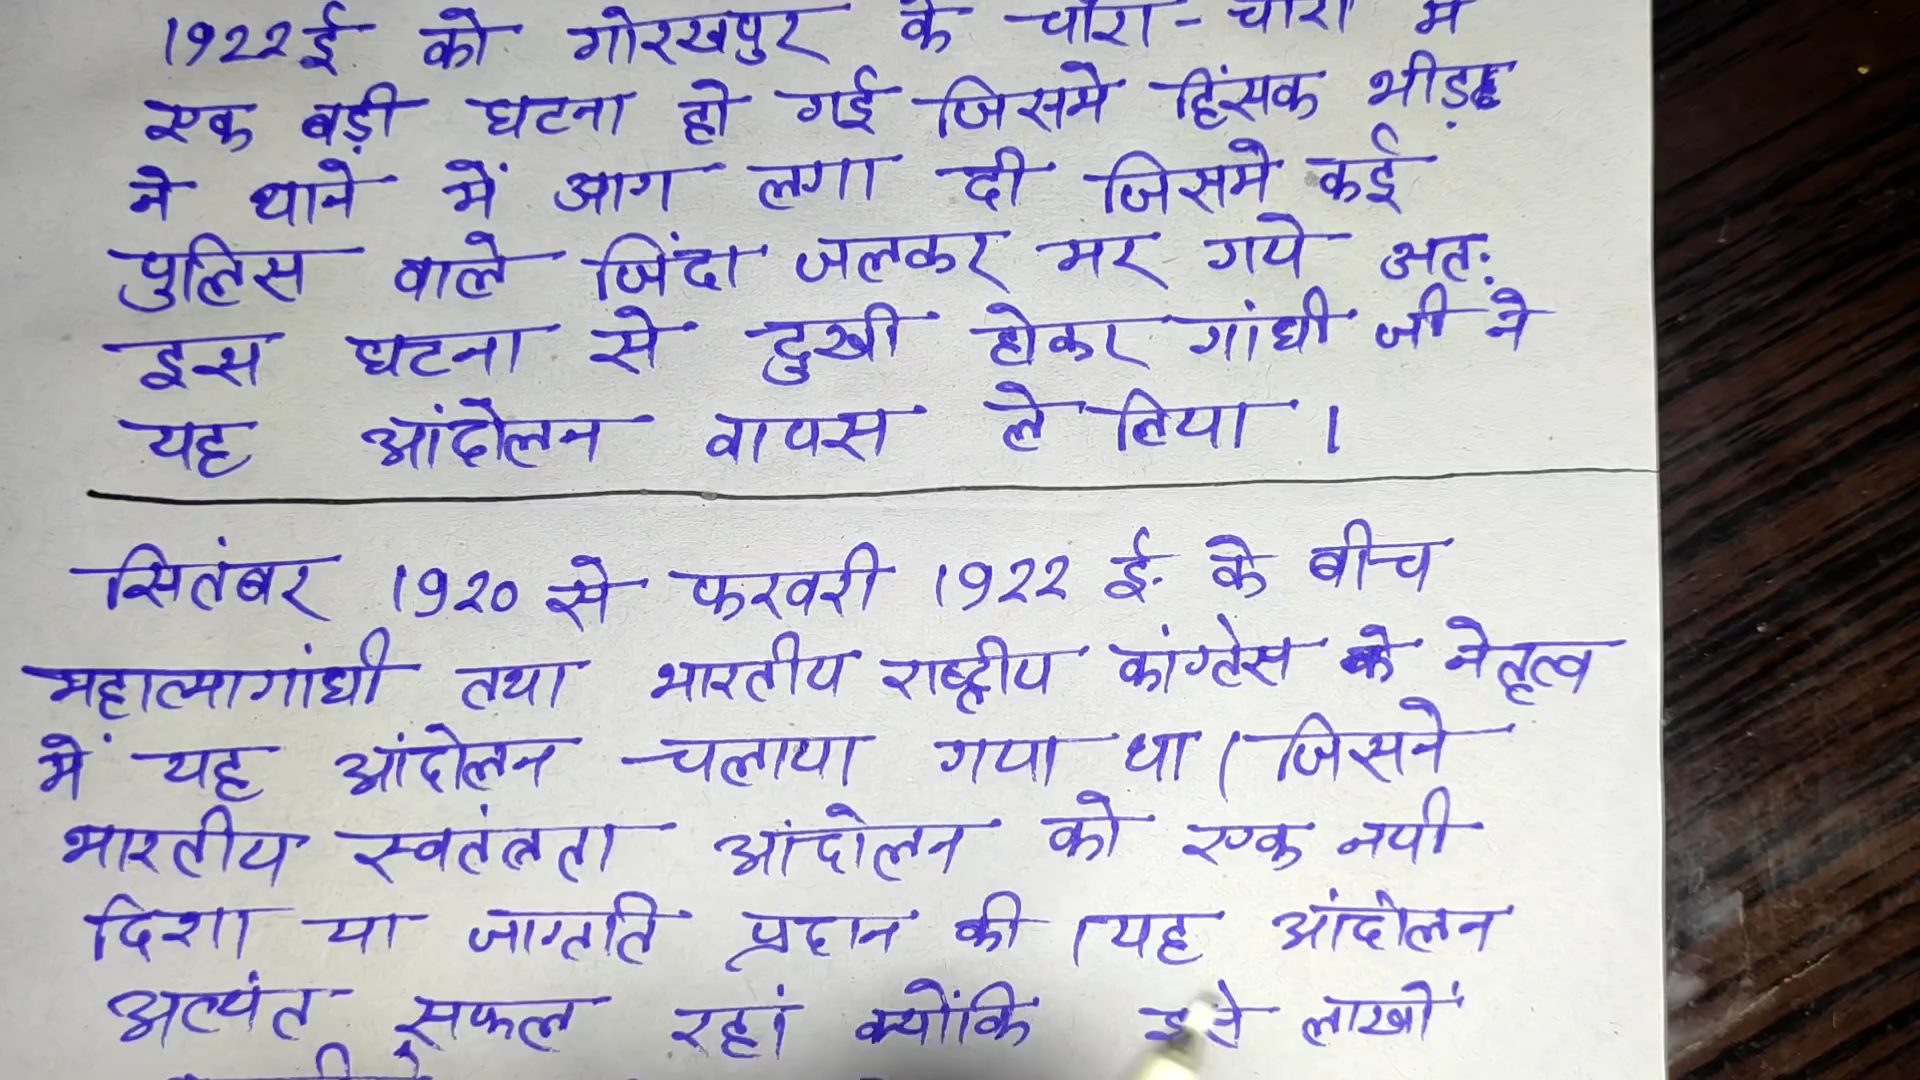 1922ई को गोरखपुर के चौरा-चौरी में
एक बड़ी घटना हो गई जिसमे हिंसक भीड़
ने थाने में आग लगा दी जिसमे कई
पुलिस वाले जिंदा जलकर मर गये अतः
इस घटना से दुखी होकर गांधी जी ने
यह आंदोलन वापस ले लिया ।
सितंबर 1920 से फरवरी 1922 ई. के बीच
महात्मागांधी तथा भारतीय राष्ट्रीय कांग्रेस के नेतृत्व
में यह आंदोलन चलाया गया था । जिसने
भारतीय स्वतंत्रता आंदोलन को एक नयी
दिशा या जाग्रति प्रदान की । यह आंदोलन
अत्यंत सफल रहां क्योंकि इसे लाखों